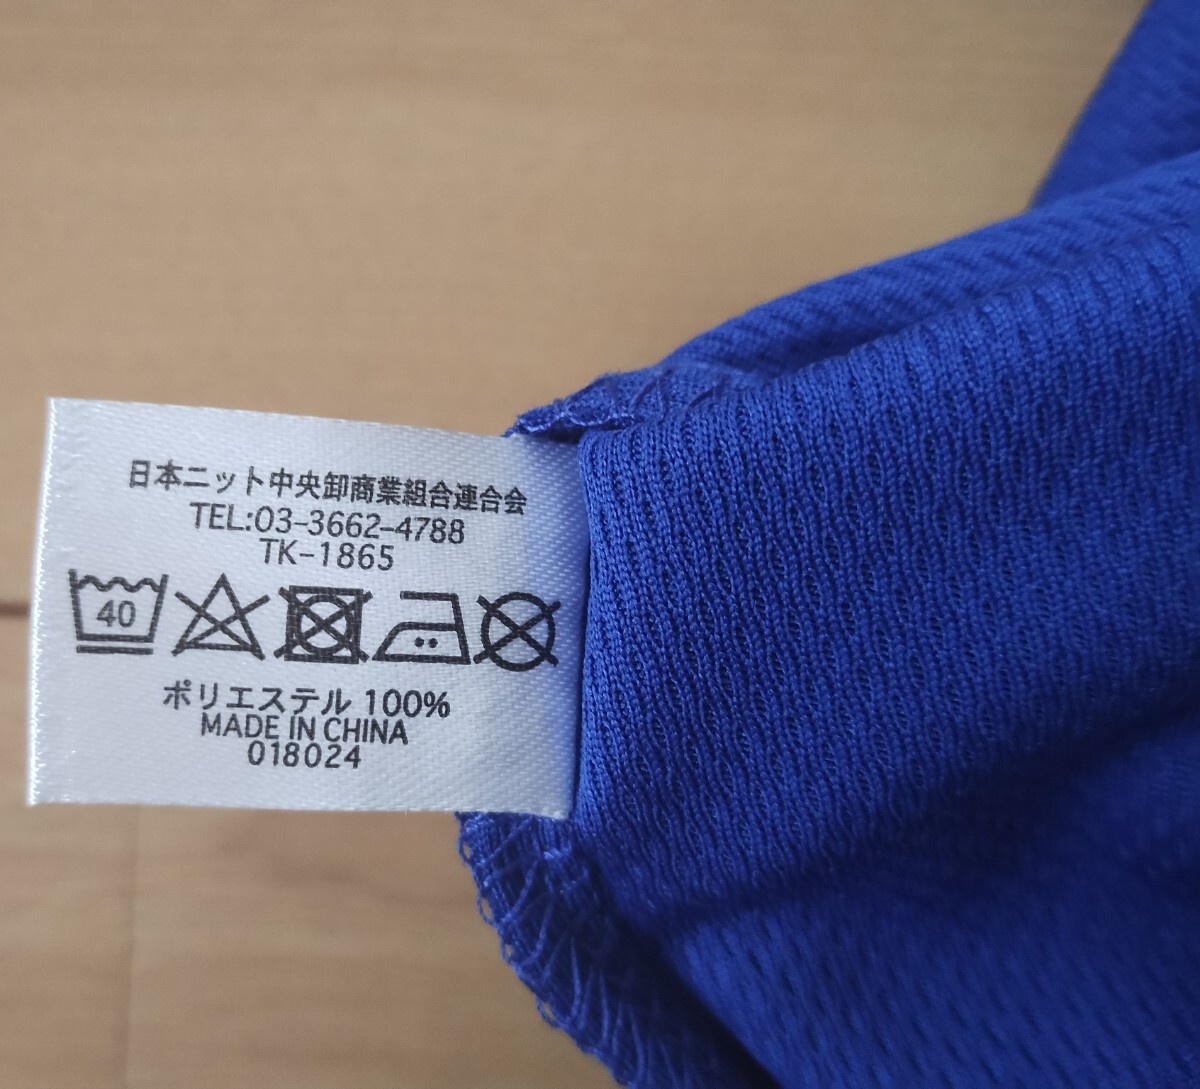 日本ニット中央卸商業組合連合会
TEL:03-3662-4788
TK-1865
40
ポリエステル 100%
MADE IN CHINA
018024